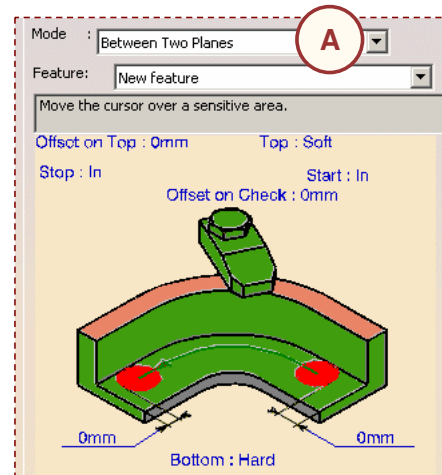 Mode : Between Two Planes A
Feature: New feature
Move the cursor over a sensitive area.
Offset on Top : 0mm Top : Soft
Stop : In Start : In
Offset on Check : 0mm
0mm 0mm
Bottom : Hard